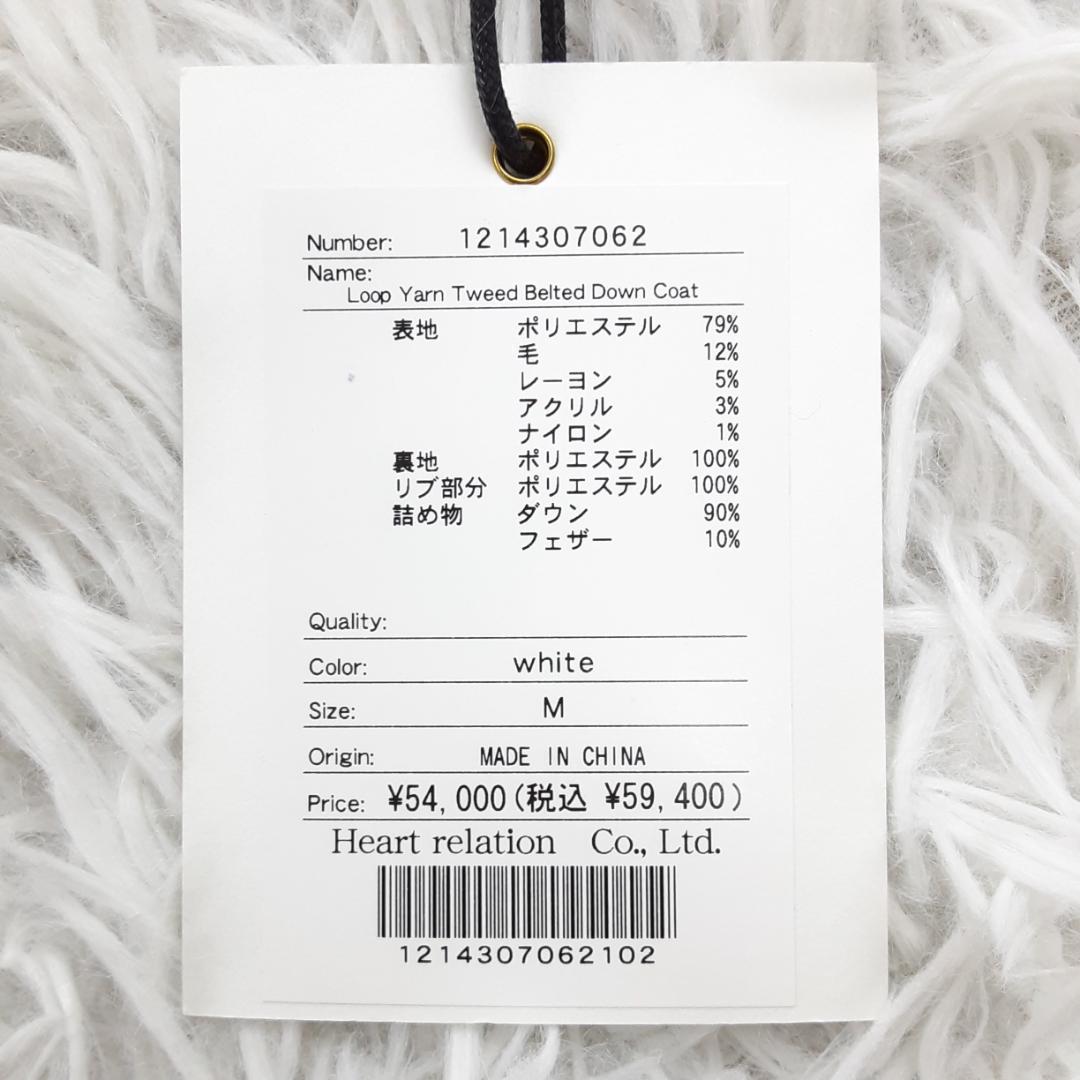 Number: 1214307062
Name:
Loop Yarn Tweed Belted Down Coat
表地 ポリエステル 79%
毛 12%
レーヨン 5%
アクリル 3%
ナイロン 1%
裏地 ポリエステル 100%
リブ部分 ポリエステル 100%
詰め物 ダウン 90%
フェザー 10%
Quality:
Color: white
Size: M
Origin: MADE IN CHINA
Price: ¥54,000(税込 ¥59,400)
Heart relation Co., Ltd.
1214307062102